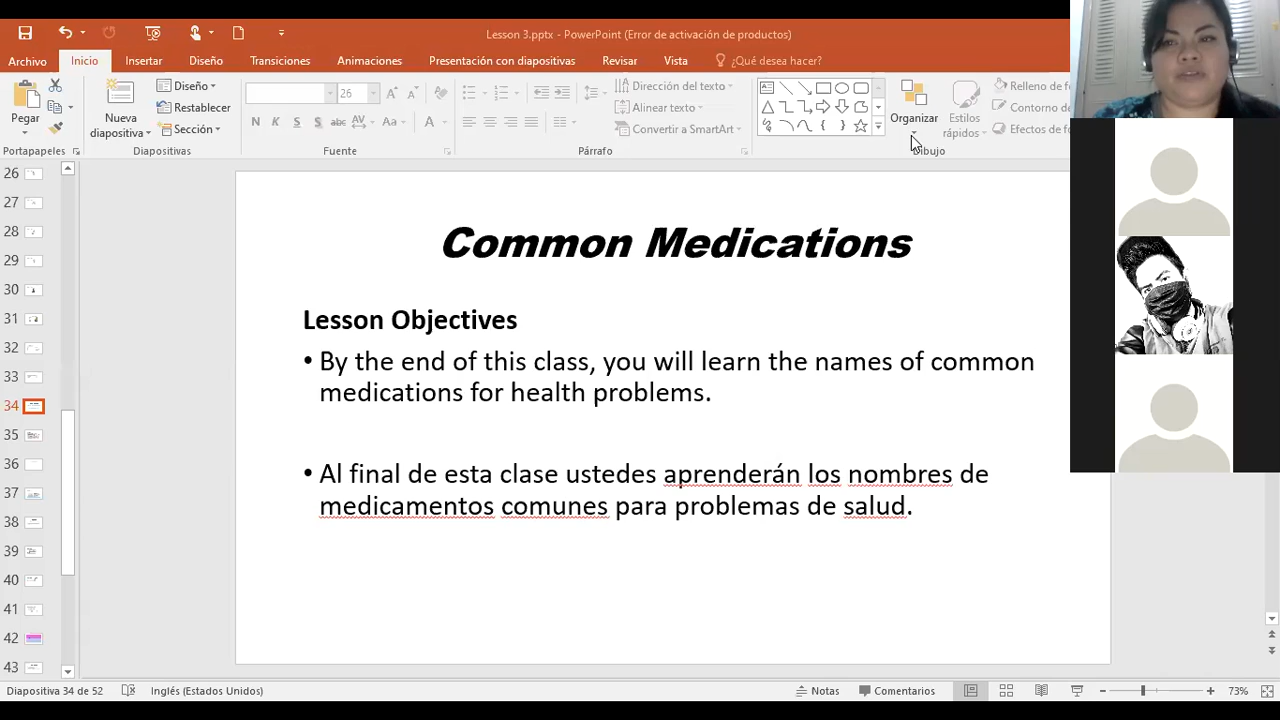 Lesson 3.pptx - PowerPoint (Error de activación de productos)
Archivo Inicio Insertar Diseño Transiciones Animaciones Presentación con diapositivas Revisar Vista ¿Qué desea hacer?
Pegar
Portapapeles
Nueva
diapositiva
Diseño
Restablecer
Sección
Diapositivas
26
N K S S abc AV Aa A
Fuente
Dirección del texto
Alinear texto
Convertir a SmartArt
Párrafo
Organizar
Estilos
rápidos
Relleno de f
Contorno de
Efectos de fo
Dibujo
26
27
28
29
30
31
32
33
34
35
36
37
38
39
40
41
42
43
Common Medications
Lesson Objectives
• By the end of this class, you will learn the names of common
medications for health problems.
• Al final de esta clase ustedes aprenderán los nombres de
medicamentos comunes para problemas de salud.
Diapositiva 34 de 52 Inglés (Estados Unidos) Notas Comentarios 73%